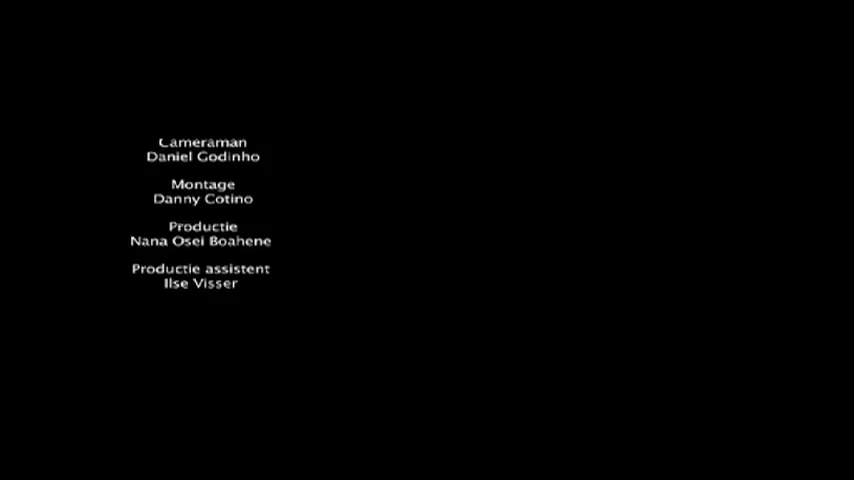 Cameraman
Daniel Godinho
Montage
Danny Cotino
Productie
Nana Osei Boahene
Productie assistent
Ilse Visser